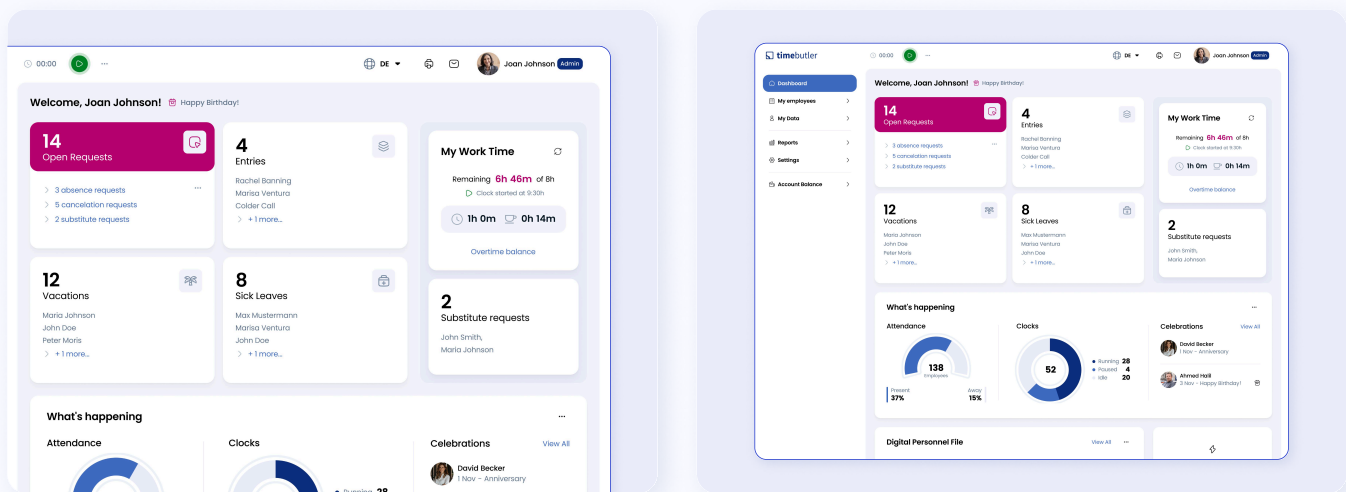 00:00
DE
Joan Johnson Admin
Welcome, Joan Johnson! Happy Birthday!
14
Open Requests
3 absence requests
5 cancelation requests
2 substitute requests
4
Entries
Rachel Banning
Marisa Ventura
Colder Call
+ 1 more...
My Work Time
Remaining 6h 46m of 8h
Clock started at 9:30h
1h 0m 0h 14m
Overtime balance
12
Vacations
Maria Johnson
John Doe
Peter Moris
+ 1 more...
8
Sick Leaves
Max Mustermann
Marisa Ventura
John Doe
+ 1 more...
2
Substitute requests
John Smith,
Maria Johnson
What's happening
Attendance
Clocks
Running 28
Celebrations View All
David Becker
1 Nov - Anniversary
timebutler
00:00
DE
Joan Johnson Admin
Dashboard
My employees
My Data
Reports
Settings
Account Balance
Welcome, Joan Johnson! Happy Birthday!
14
Open Requests
3 absence requests
5 cancelation requests
2 substitute requests
4
Entries
Rachel Banning
Marisa Ventura
Colder Call
+ 1 more...
My Work Time
Remaining 6h 46m of 8h
Clock started at 9:30h
1h 0m 0h 14m
Overtime balance
12
Vacations
Maria Johnson
John Doe
Peter Moris
+ 1 more...
8
Sick Leaves
Max Mustermann
Marisa Ventura
John Doe
+ 1 more...
2
Substitute requests
John Smith,
Maria Johnson
What's happening
Attendance
138
Employees
Present
37%
Away
15%
Clocks
52
Running 28
Paused 4
Idle 20
Celebrations View All
David Becker
1 Nov - Anniversary
Ahmed Halil
3 Nov - Happy Birthday!
Digital Personnel File View All